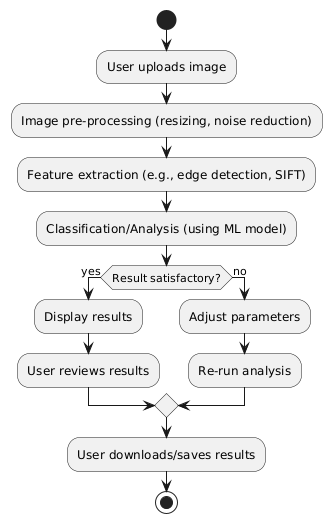 User uploads image
Image pre-processing (resizing, noise reduction)
Feature extraction (e.g., edge detection, SIFT)
Classification/Analysis (using ML model)
Result satisfactory?
yes
no
Display results
Adjust parameters
User reviews results
Re-run analysis
User downloads/saves results